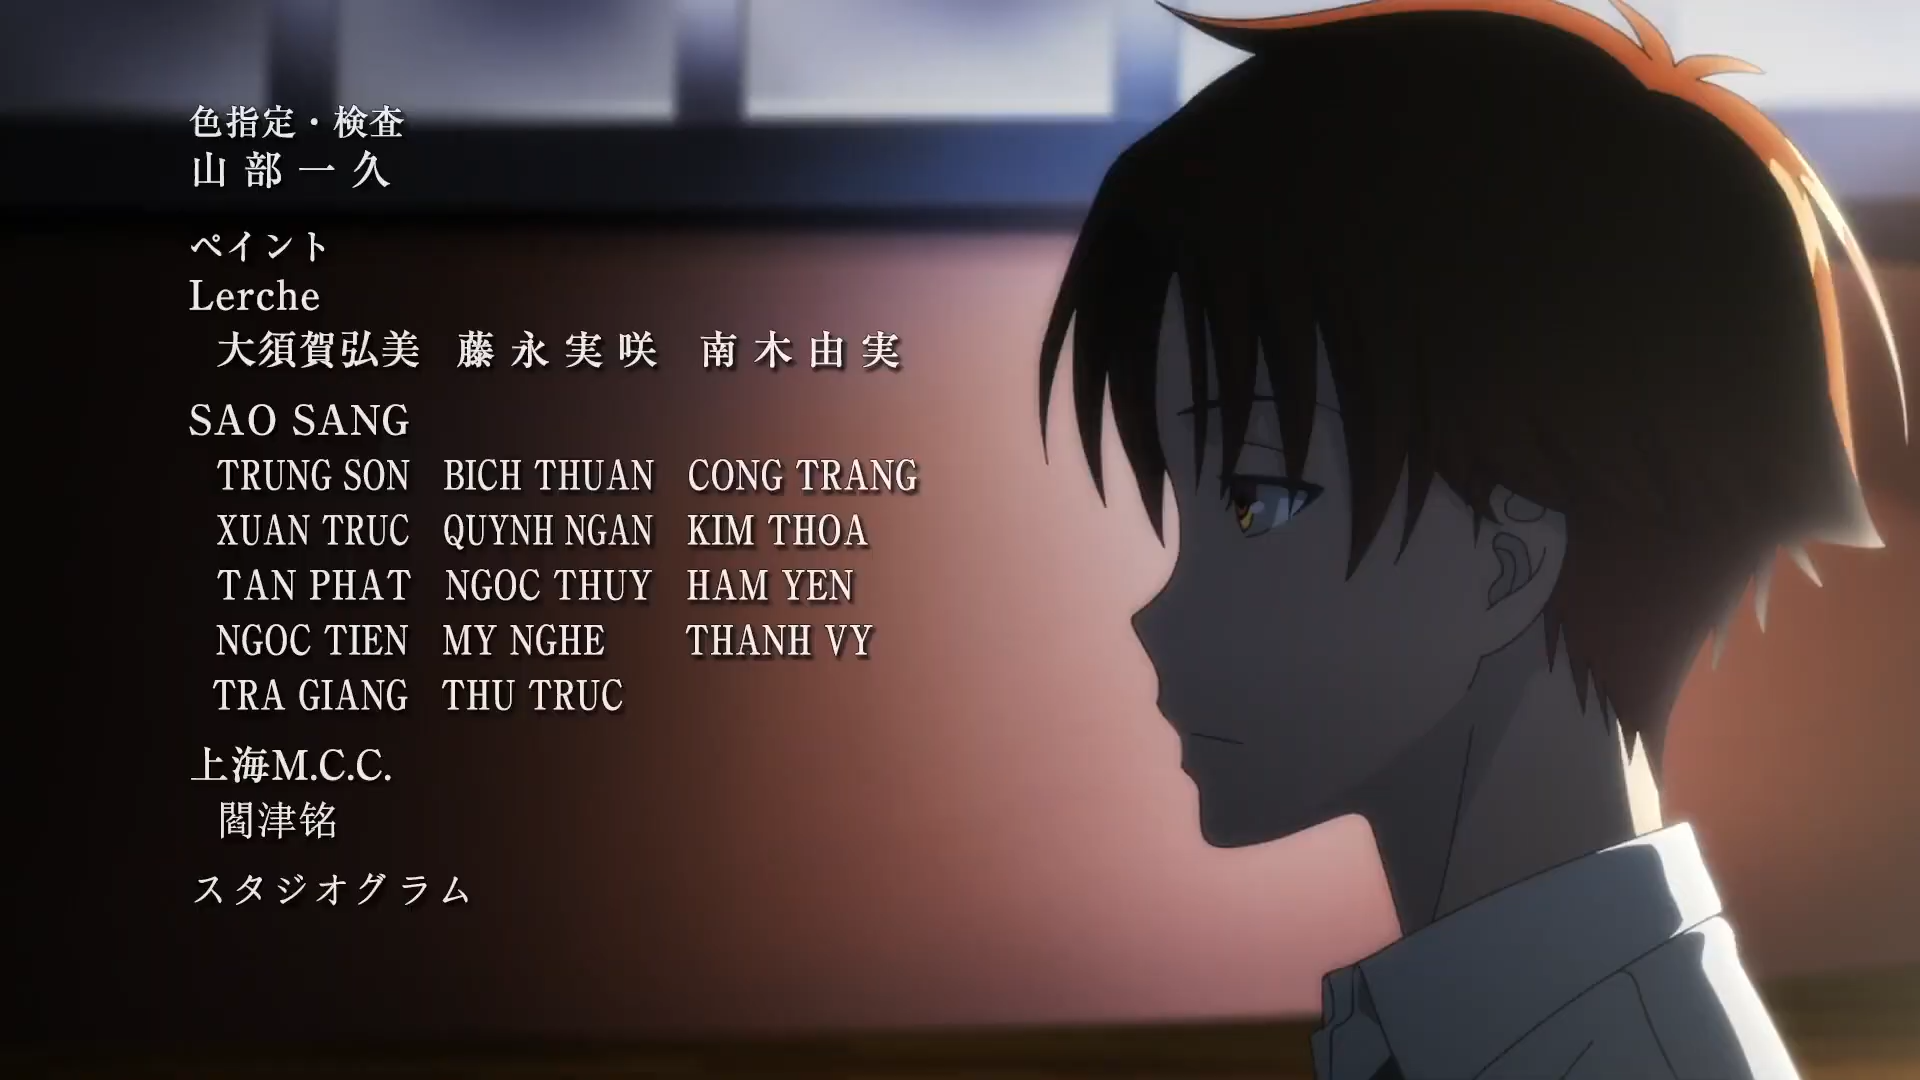 色指定・検査
山部一久
ペイント
Lerche
大須賀弘美 藤永実咲 南木由実
SAO SANG
TRUNG SON BICH THUAN CONG TRANG
XUAN TRUC QUYNH NGAN KIM THOA
TAN PHAT NGOC THUY HAM YEN
NGOC TIEN MY NGHE THANH VY
TRA GIANG THU TRUC
上海M.C.C.
閻津铭
スタジオグラム